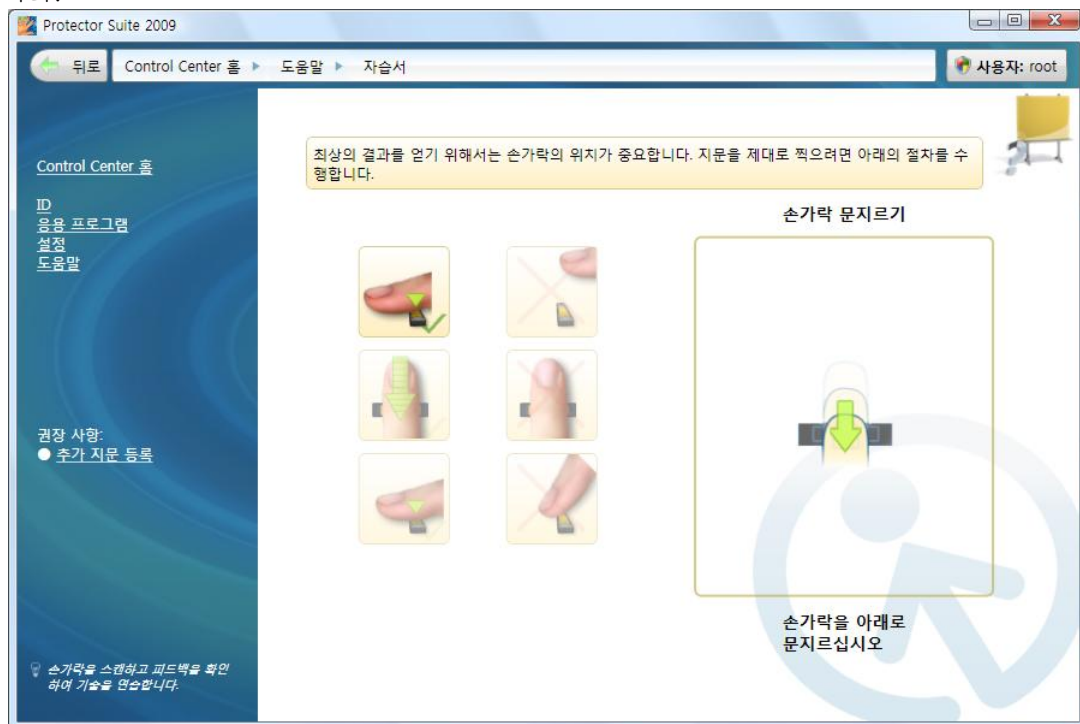 Protector Suite 2009
뒤로 Control Center 홈 ▶ 도움말 ▶ 자습서 사용자: root
최상의 결과를 얻기 위해서는 손가락의 위치가 중요합니다. 지문을 제대로 찍으려면 아래의 절차를 수
행합니다.
Control Center 홈
ID
응용 프로그램
설정
도움말
권장 사항:
● 추가 지문 등록
손가락을 스캔하고 피드백을 확인
하여 기술을 연습합니다.
손가락 문지르기
손가락을 아래로
문지르십시오